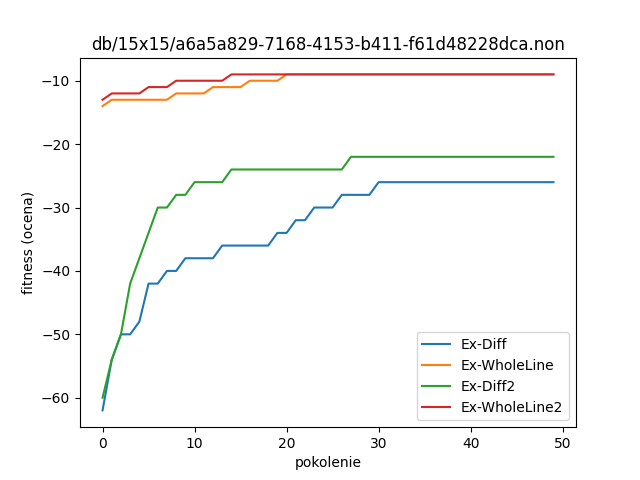 db/15x15/a6a5a829-7168-4153-b411-f61d48228dca.non
−10
−20
−30
−40
−50
−60
fitness (ocena)
0
10
20
30
40
50
pokolenie
Ex-Diff
Ex-WholeLine
Ex-Diff2
Ex-WholeLine2